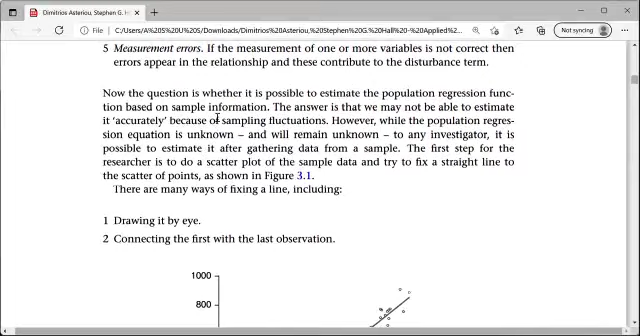 Dimitrios Asteriou, Stephen G. H
File
C:/Users/A%20S%20U%20S/Downloads/Dimitrios%20Asteriou,%20Stephen%20G.%20Hall%20-%20Applied%2...
Not syncing
5 Measurement errors. If the measurement of one or more variables is not correct then
errors appear in the relationship and these contribute to the disturbance term.
Now the question is whether it is possible to estimate the population regression func-
tion based on sample information. The answer is that we may not be able to estimate
it ‘accurately’ because of sampling fluctuations. However, while the population regres-
sion equation is unknown – and will remain unknown – to any investigator, it is
possible to estimate it after gathering data from a sample. The first step for the
researcher is to do a scatter plot of the sample data and try to fix a straight line to
the scatter of points, as shown in Figure 3.1.
There are many ways of fixing a line, including:
1 Drawing it by eye.
2 Connecting the first with the last observation.
1000
800